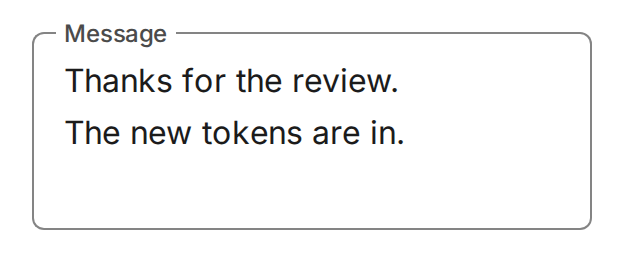 Message
Thanks for the review.
The new tokens are in.